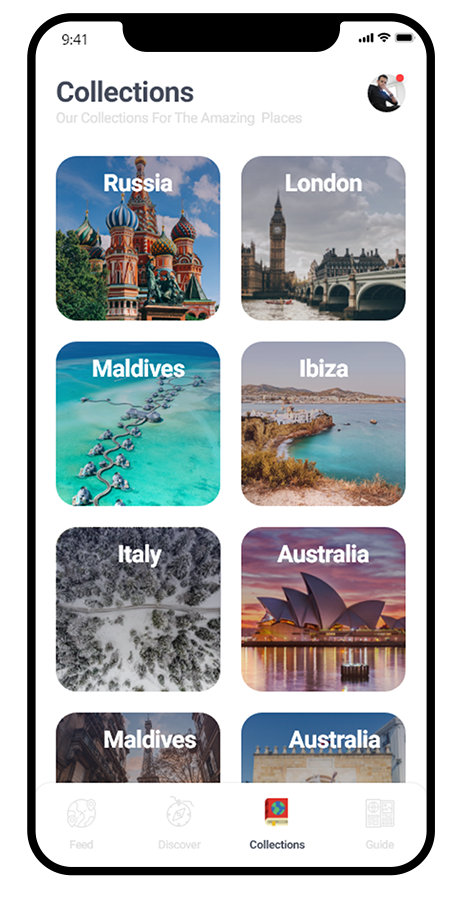 9:41
Collections
Our Collections For The Amazing Places
Russia
London
Maldives
Ibiza
Italy
Australia
Maldives
Australia
Feed
Discover
Collections
Guide